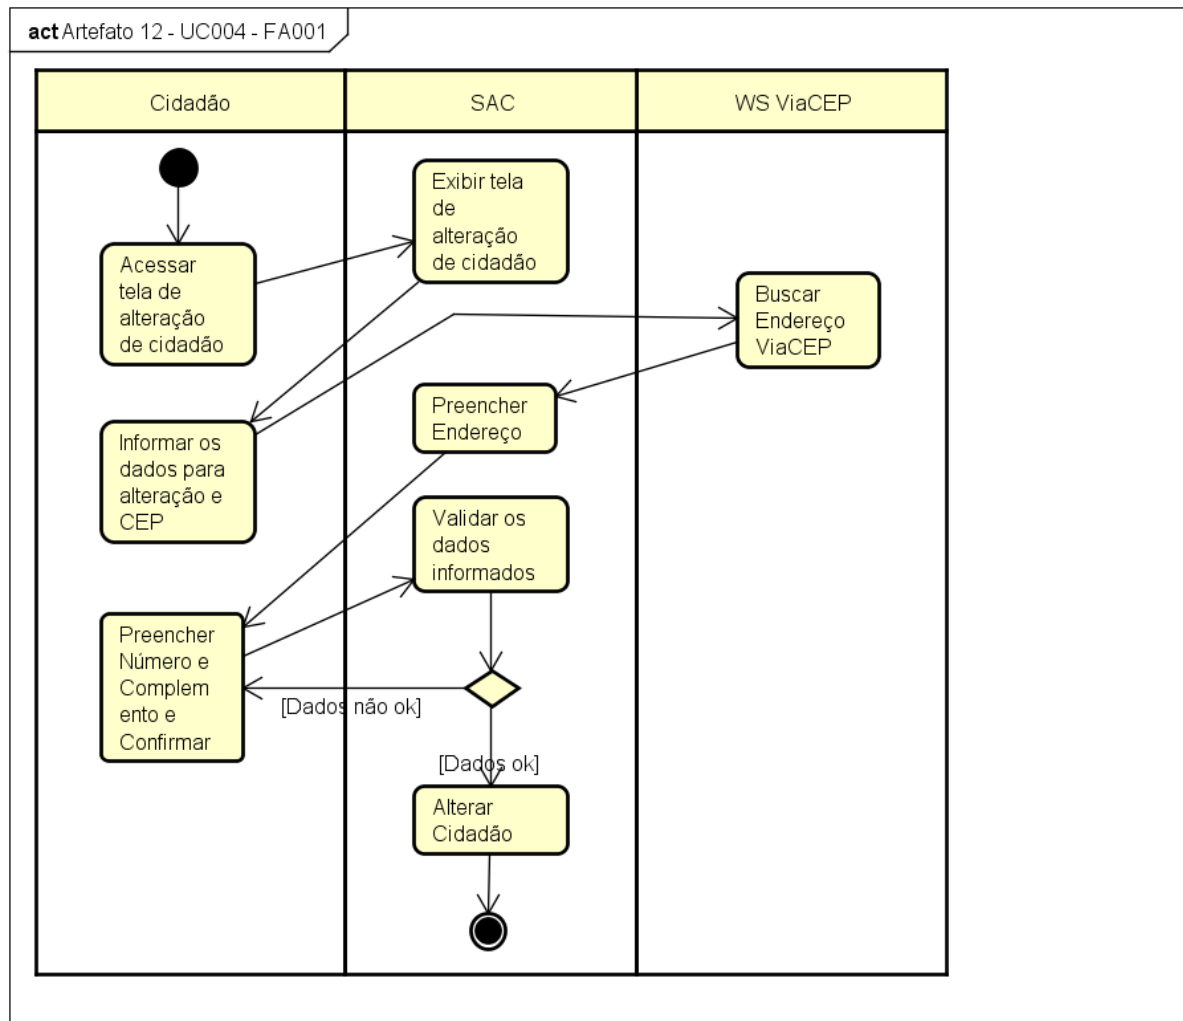 act Artefato 12 - UC004 - FA001
Cidadão
SAC
WS ViaCEP
Exibir tela
de
alteração
de cidadão
Acessar
tela de
alteração
de cidadão
Buscar
Endereço
ViaCEP
Preencher
Endereço
Informar os
dados para
alteração e
CEP
Validar os
dados
informados
Preencher
Número e
Complem
ento e
Confirmar
[Dados não ok]
[Dados ok]
Alterar
Cidadão